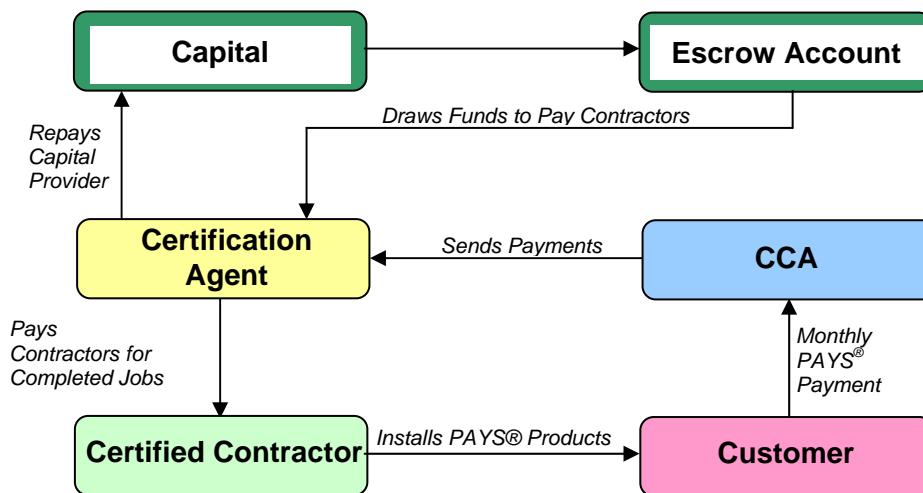 Capital
Escrow Account
Draws Funds to Pay Contractors
Repays
Capital
Provider
Certification
Agent
Sends Payments
CCA
Pays
Contractors for
Completed Jobs
Monthly
PAYS®
Payment
Certified Contractor
Installs PAYS® Products
Customer